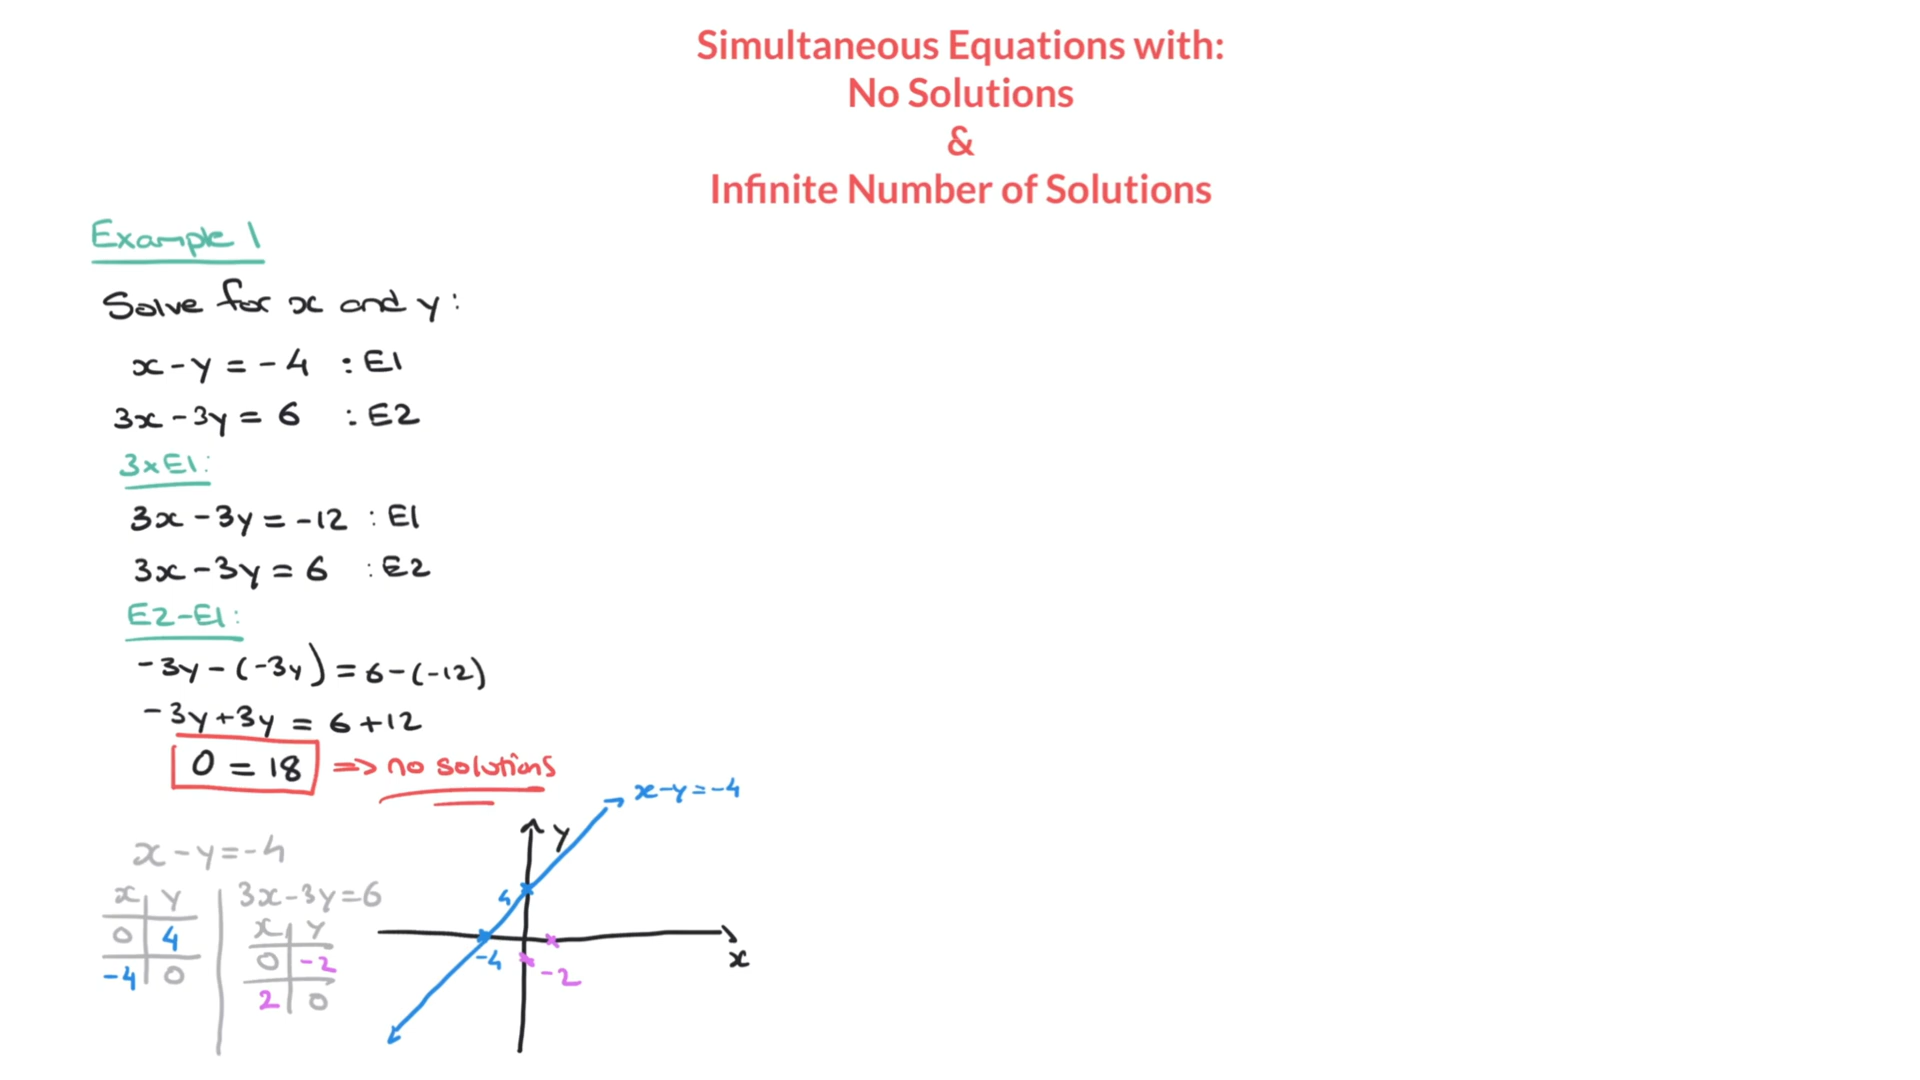 Simultaneous Equations with:
No Solutions
&
Infinite Number of Solutions
Example 1
Solve for x and y:
x - y = -4 : E1
3x - 3y = 6 : E2
3xE1:
3x - 3y = -12 : E1
3x - 3y = 6 : E2
E2-E1:
-3y - (-3y) = 6 - (-12)
-3y + 3y = 6 + 12
0 = 18 => no solutions
x - y = -4
x y
0 4
-4 0
3x - 3y = 6
x y
0 -2
2 0
x - y = -4
y
4
-4
-2
x